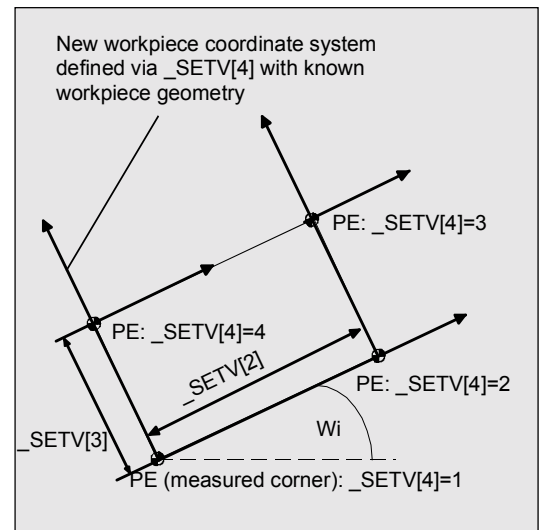 New workpiece coordinate system
defined via _SETV[4] with known
workpiece geometry
PE: _SETV[4]=3
PE: _SETV[4]=4
_SETV[2]
PE: _SETV[4]=2
_SETV[3]
Wi
PE (measured corner): _SETV[4]=1